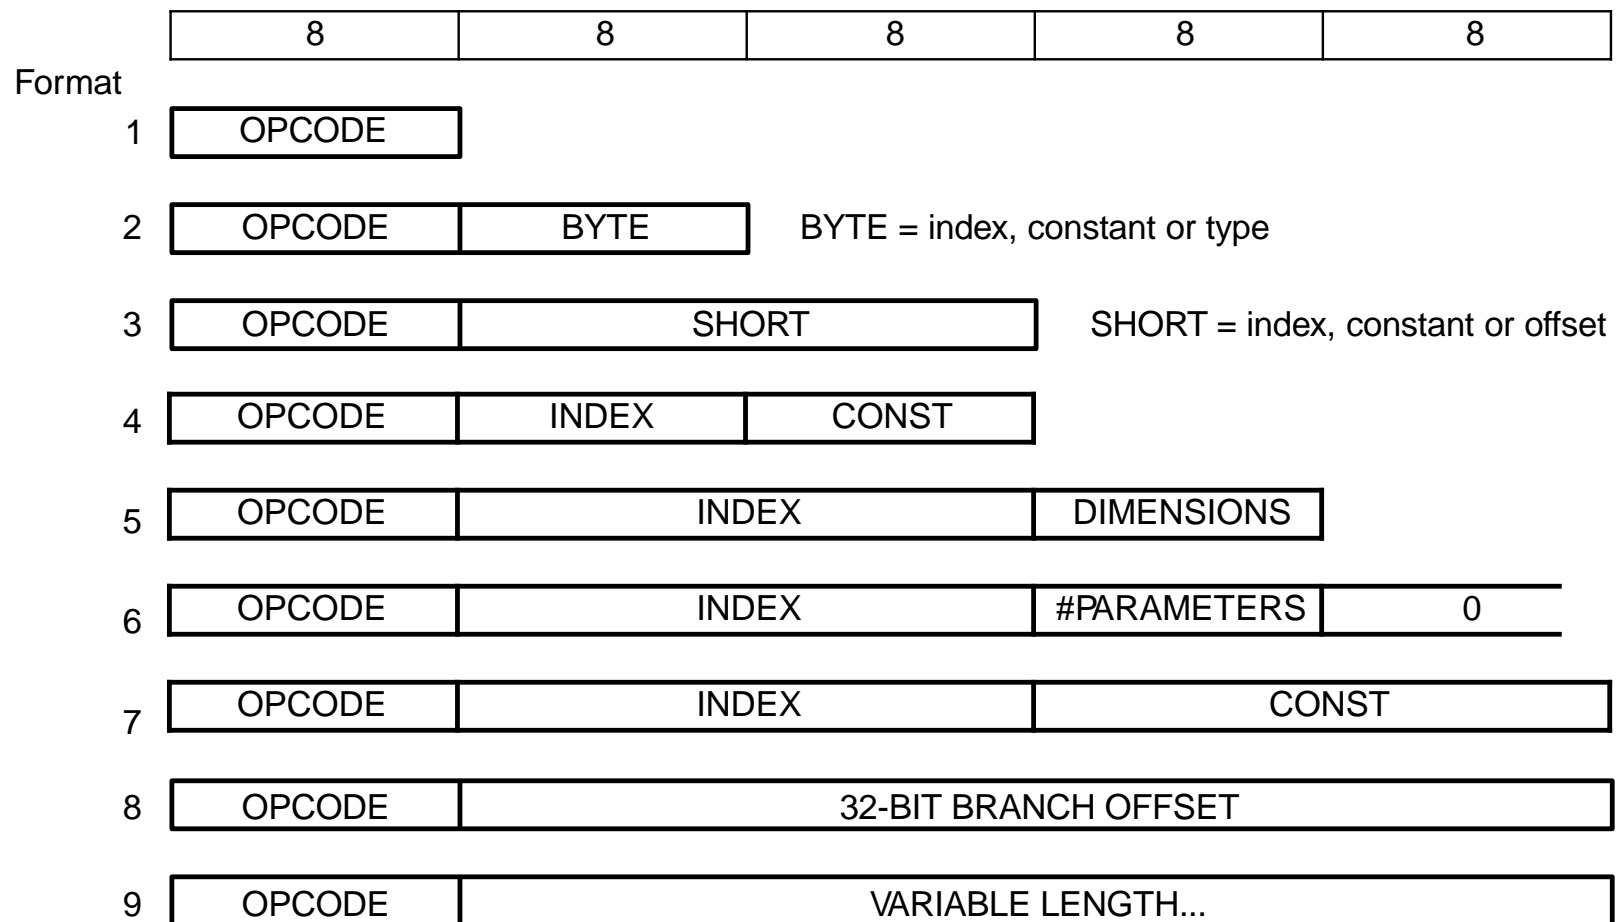 8 8 8 8 8
Format
1 OPCODE
2 OPCODE BYTE BYTE = index, constant or type
3 OPCODE SHORT SHORT = index, constant or offset
4 OPCODE INDEX CONST
5 OPCODE INDEX DIMENSIONS
6 OPCODE INDEX #PARAMETERS 0
7 OPCODE INDEX CONST
8 OPCODE 32-BIT BRANCH OFFSET
9 OPCODE VARIABLE LENGTH...